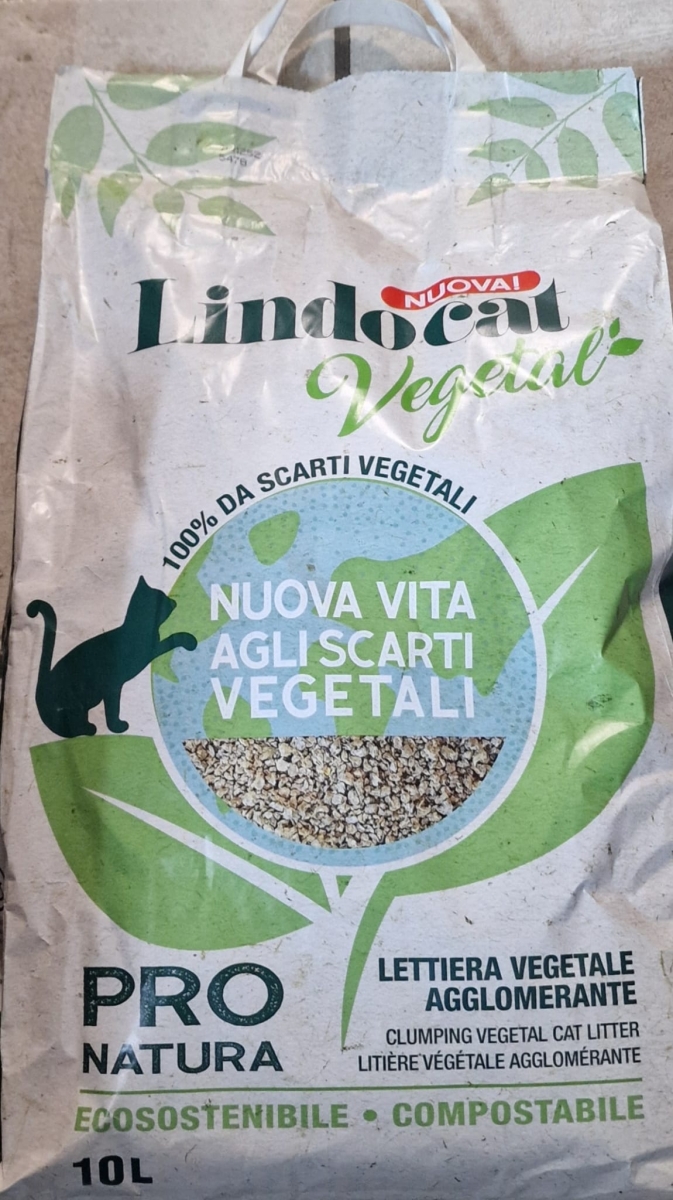 5478
NUOVA!
Lindocat
Vegetal
100% DA SCARTI VEGETALI
NUOVA VITA
AGLI SCARTI
VEGETALI
PRO
NATURA
LETTIERA VEGETALE
AGGLOMERANTE
CLUMPING VEGETAL CAT LITTER
LITIÈRE VÉGÉTALE AGGLOMÉRANTE
ECOSOSTENIBILE • COMPOSTABILE
10L